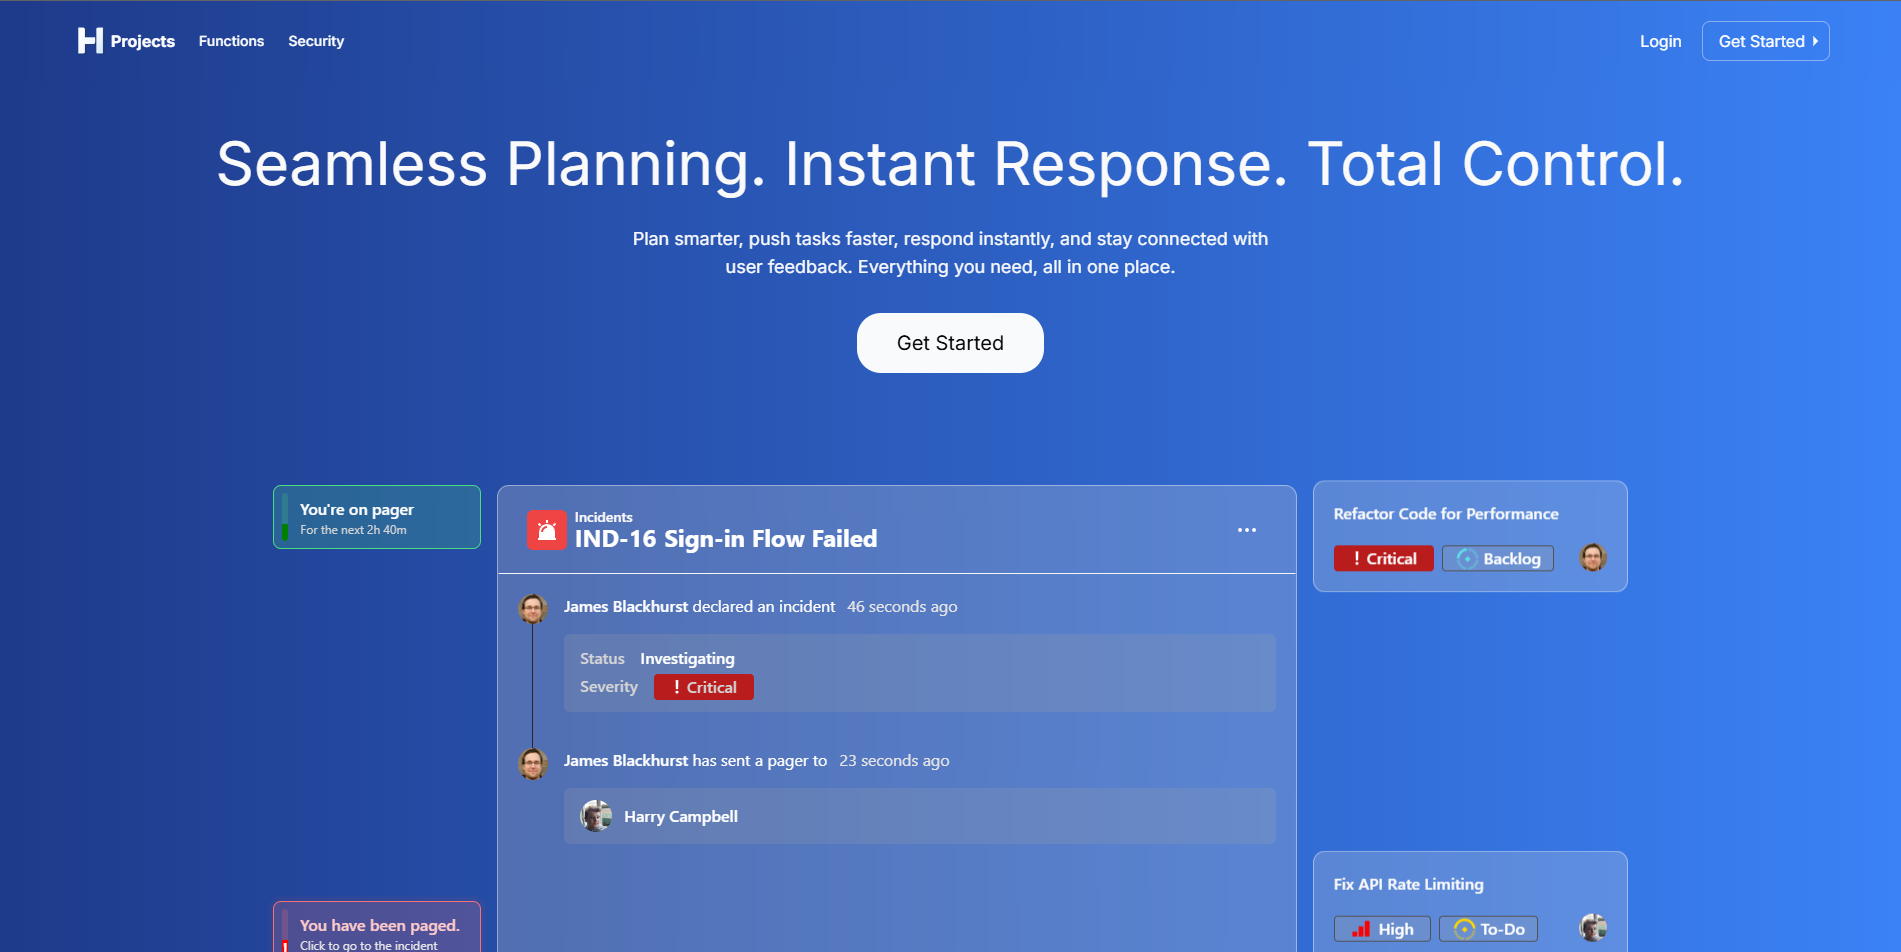 H Projects Functions Security
Login Get Started
Seamless Planning. Instant Response. Total Control.
Plan smarter, push tasks faster, respond instantly, and stay connected with
user feedback. Everything you need, all in one place.
Get Started
You're on pager
For the next 2h 40m
Incidents
IND-16 Sign-in Flow Failed
James Blackhurst declared an incident 46 seconds ago
Status Investigating
Severity ! Critical
James Blackhurst has sent a pager to 23 seconds ago
Harry Campbell
Refactor Code for Performance
! Critical Backlog
You have been paged.
! Click to go to the incident
Fix API Rate Limiting
High To-Do